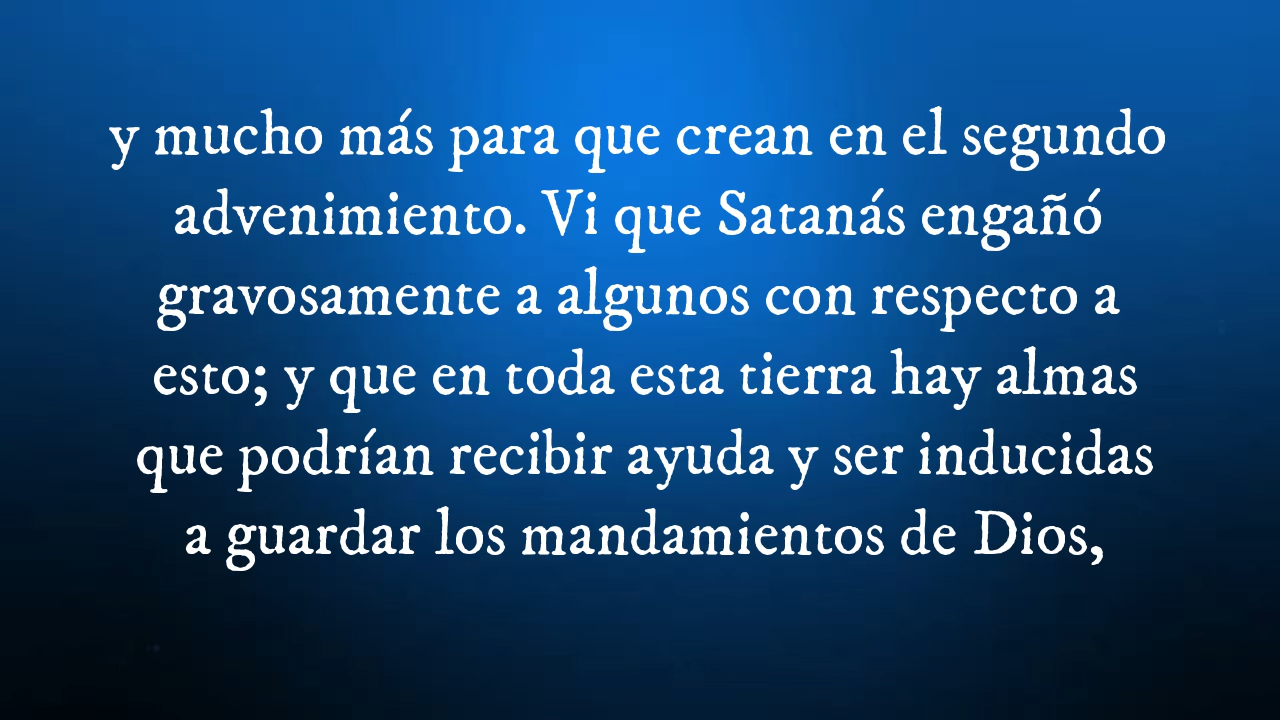 y mucho más para que crean en el segundo
advenimiento. Vi que Satanás engañó
gravosamente a algunos con respecto a
esto; y que en toda esta tierra hay almas
que podrían recibir ayuda y ser inducidas
a guardar los mandamientos de Dios,